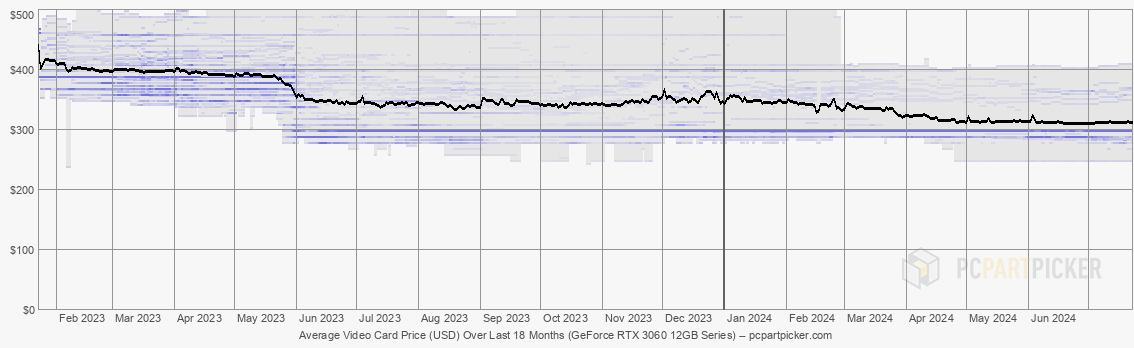 $500
$400
$300
$200
$100
$0
PCPARTPICKER
Feb 2023 Mar 2023 Apr 2023 May 2023 Jun 2023 Jul 2023 Aug 2023 Sep 2023 Oct 2023 Nov 2023 Dec 2023 Jan 2024 Feb 2024 Mar 2024 Apr 2024 May 2024 Jun 2024
Average Video Card Price (USD) Over Last 18 Months (GeForce RTX 3060 12GB Series) – pcpartpicker.com